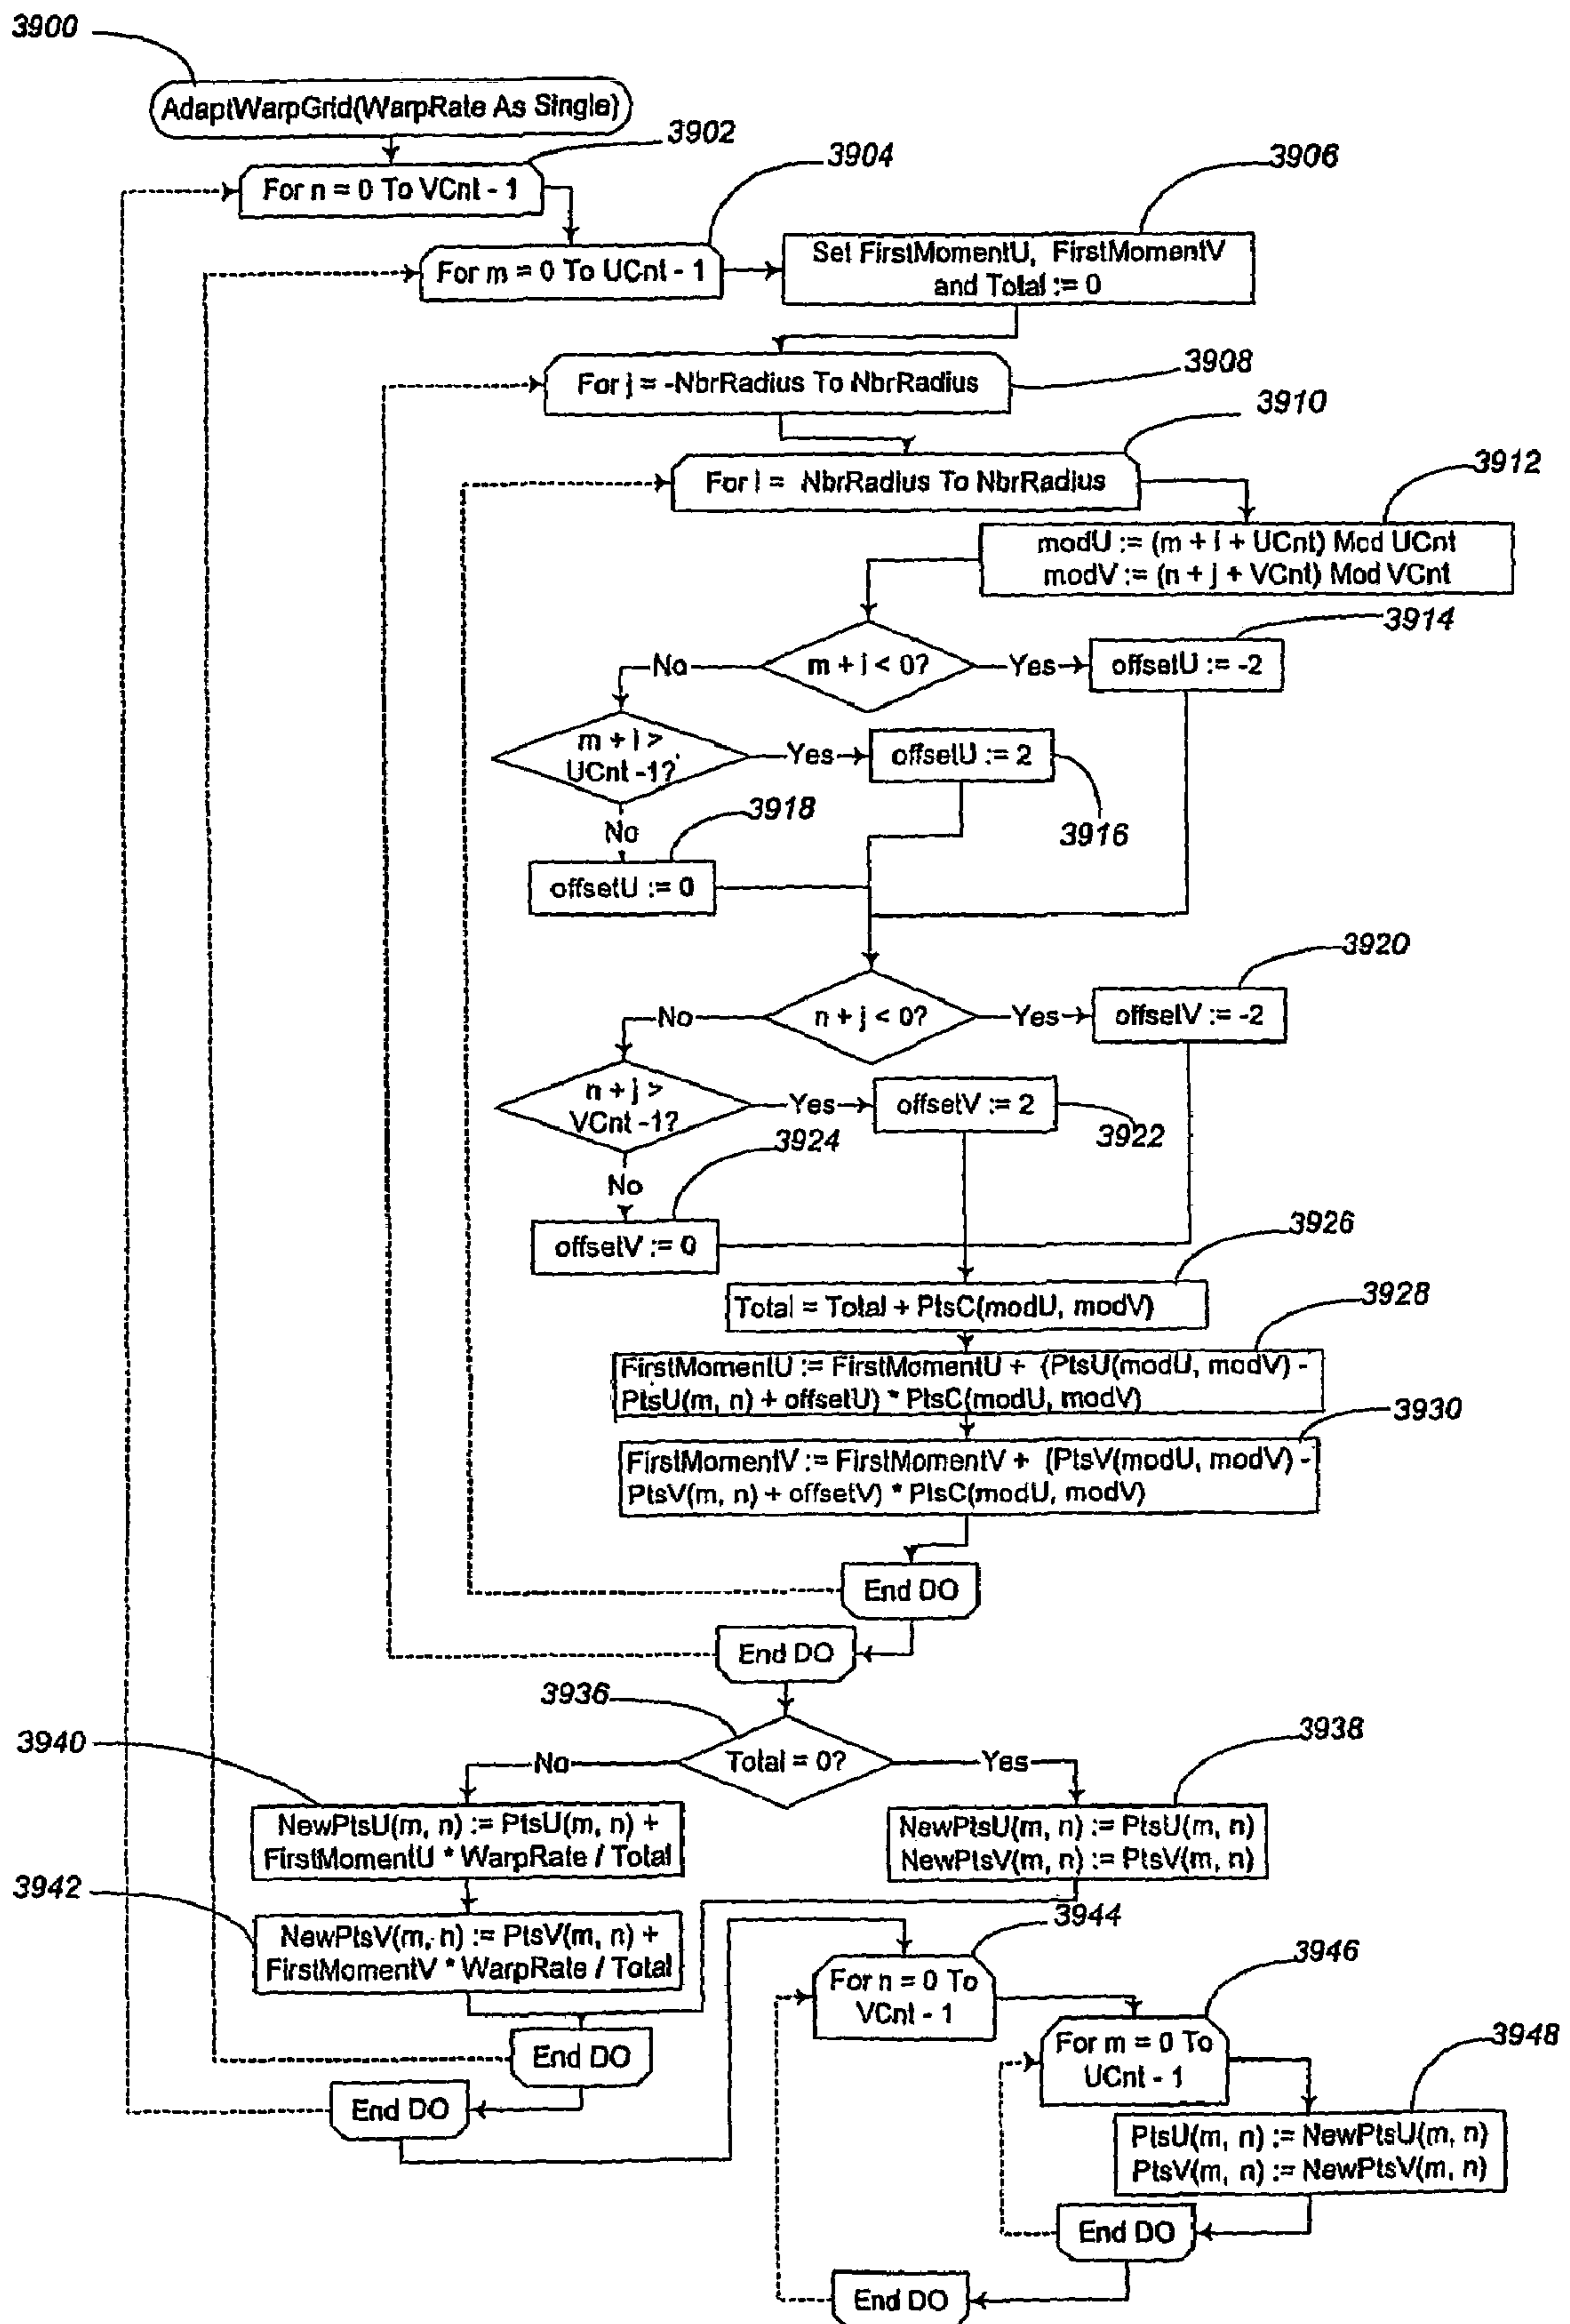 3900
AdaptWarpGrid(WarpRate As Single)
3902
For n = 0 To VCnt - 1
3904
For m = 0 To UCnt - 1
3906
Set FirstMomentU, FirstMomentV
and Total := 0
3908
For j = -NbrRadius To NbrRadius
3910
For i = NbrRadius To NbrRadius
3912
modU := (m + i + UCnt) Mod UCnt
modV := (n + j + VCnt) Mod VCnt
3914
No
m + i < 0?
Yes
offsetU := -2
m + i >
UCnt -1?
Yes
offsetU := 2
3916
No
3918
offsetU := 0
3920
No
n + j < 0?
Yes
offsetV := -2
n + j >
VCnt -1?
Yes
offsetV := 2
3922
3924
No
offsetV := 0
3926
Total = Total + PtsC(modU, modV)
3928
FirstMomentU := FirstMomentU + (PtsU(modU, modV) -
PtsU(m, n) + offsetU) * PtsC(modU, modV)
3930
FirstMomentV := FirstMomentV + (PtsV(modU, modV) -
PtsV(m, n) + offsetV) * PtsC(modU, modV)
End DO
End DO
3936
3940
No
Total = 0?
Yes
3938
NewPtsU(m, n) := PtsU(m, n) +
FirstMomentU * WarpRate / Total
NewPtsU(m, n) := PtsU(m, n)
NewPtsV(m, n) := PtsV(m, n)
3942
NewPtsV(m, n) := PtsV(m, n) +
FirstMomentV * WarpRate / Total
3944
For n = 0 To
VCnt - 1
3946
For m = 0 To
UCnt - 1
3948
End DO
End DO
PtsU(m, n) := NewPtsU(m, n)
PtsV(m, n) := NewPtsV(m, n)
End DO
End DO